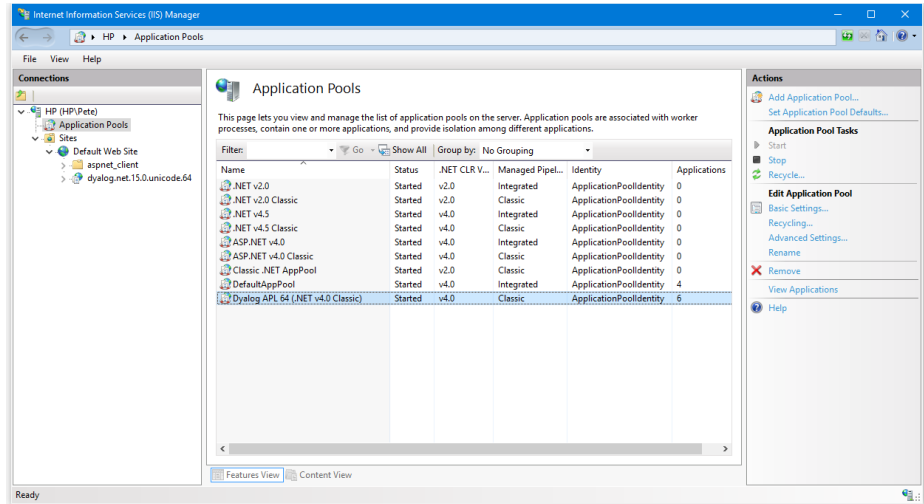 Internet Information Services (IIS) Manager
HP Application Pools
File View Help
Connections
HP (HP\Pete)
Application Pools
Sites
Default Web Site
aspnet_client
dyalog.net.15.0.unicode.64
Application Pools
This page lets you view and manage the list of application pools on the server. Application pools are associated with worker
processes, contain one or more applications, and provide isolation among different applications.
Filter: Go Show All Group by: No Grouping
Name Status .NET CLR V... Managed Pipel... Identity Applications
.NET v2.0 Started v2.0 Integrated ApplicationPoolIdentity 0
.NET v2.0 Classic Started v2.0 Classic ApplicationPoolIdentity 0
.NET v4.5 Started v4.0 Integrated ApplicationPoolIdentity 0
.NET v4.5 Classic Started v4.0 Classic ApplicationPoolIdentity 0
ASP.NET v4.0 Started v4.0 Integrated ApplicationPoolIdentity 0
ASP.NET v4.0 Classic Started v4.0 Classic ApplicationPoolIdentity 0
Classic .NET AppPool Started v2.0 Classic ApplicationPoolIdentity 0
DefaultAppPool Started v4.0 Integrated ApplicationPoolIdentity 4
Dyalog APL 64 (.NET v4.0 Classic) Started v4.0 Classic ApplicationPoolIdentity 6
Features View Content View
Actions
Add Application Pool...
Set Application Pool Defaults...
Application Pool Tasks
Start
Stop
Recycle...
Edit Application Pool
Basic Settings...
Recycling...
Advanced Settings...
Rename
Remove
View Applications
Help
Ready